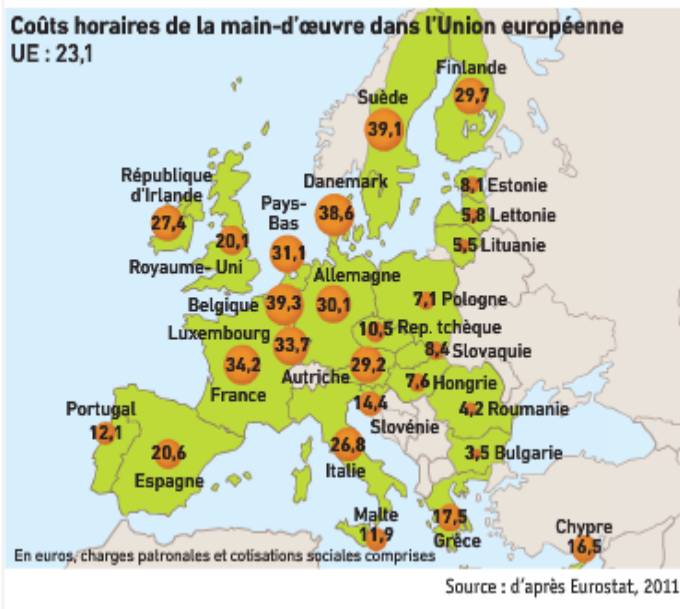 Coûts horaires de la main-d'œuvre dans l'Union européenne
UE : 23,1
Finlande
29,7
Suède
39,1
République
d'Irlande
27,4
Danemark
38,6
8,1 Estonie
Pays-
Bas
31,1
5,8 Lettonie
20,1
Royaume-Uni
5,5 Lituanie
Allemagne
30,1
Belgique 39,3
7,1 Pologne
Luxembourg
33,7
10,5 Rep. tchèque
8,4 Slovaquie
34,2
France
Autriche 29,2
7,6 Hongrie
14,4
Slovénie
4,2 Roumanie
Portugal
12,1
20,6
Espagne
26,8
Italie
3,5 Bulgarie
Malte
11,9
17,5
Grèce
Chypre
16,5
En euros, charges patronales et cotisations sociales comprises
Source : d'après Eurostat, 2011